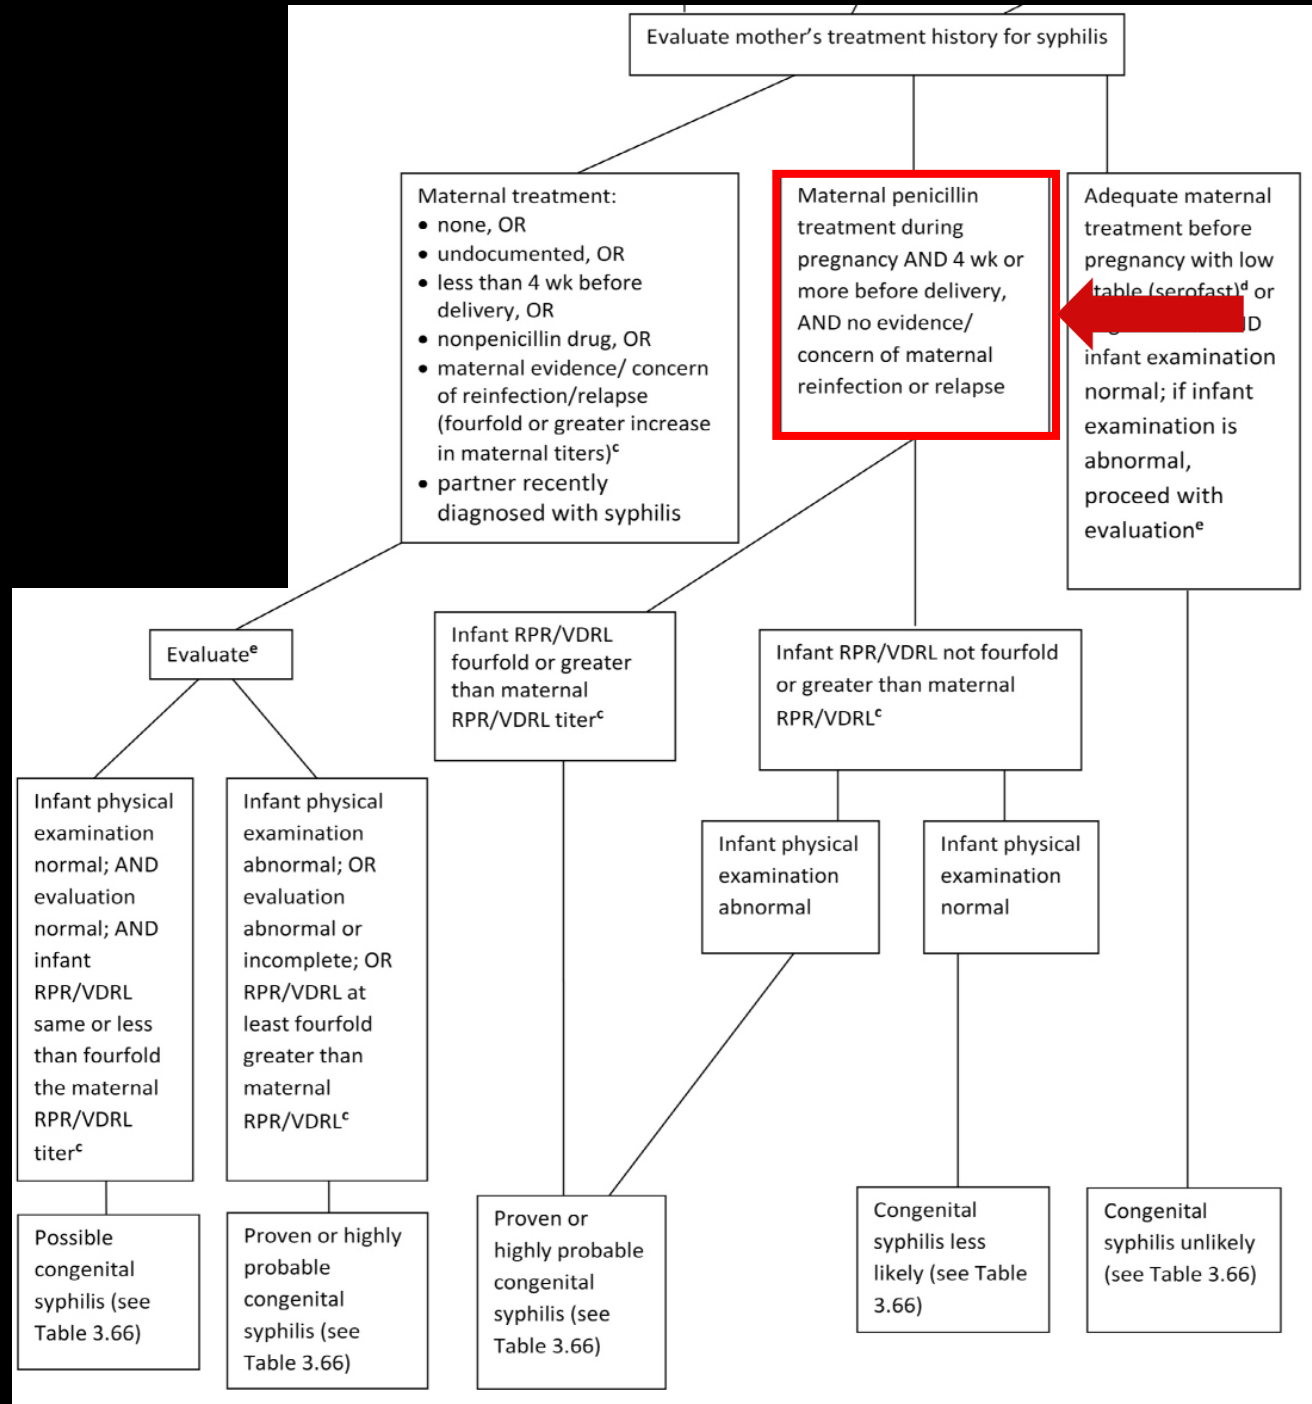 Evaluate mother's treatment history for syphilis
Maternal treatment:
• none, OR
• undocumented, OR
• less than 4 wk before
delivery, OR
• nonpenicillin drug, OR
• maternal evidence/ concern
of reinfection/relapse
(fourfold or greater increase
in maternal titers)c
• partner recently
diagnosed with syphilis
Maternal penicillin
treatment during
pregnancy AND 4 wk or
more before delivery,
AND no evidence/
concern of maternal
reinfection or relapse
Adequate maternal
treatment before
pregnancy with low
(serofast)d or
infant examination
normal; if infant
examination is
abnormal,
proceed with
evaluatione
Evaluatee
Infant RPR/VDRL
fourfold or greater
than maternal
RPR/VDRL titerc
Infant RPR/VDRL not fourfold
or greater than maternal
RPR/VDRLc
Infant physical
examination
normal; AND
evaluation
normal; AND
infant
RPR/VDRL
same or less
than fourfold
the maternal
RPR/VDRL
titerc
Infant physical
examination
abnormal; OR
evaluation
abnormal or
incomplete; OR
RPR/VDRL at
least fourfold
greater than
maternal
RPR/VDRLc
Infant physical
examination
abnormal
Infant physical
examination
normal
Possible
congenital
syphilis (see
Table 3.66)
Proven or highly
probable
congenital
syphilis (see
Table 3.66)
Proven or
highly probable
congenital
syphilis (see
Table 3.66)
Congenital
syphilis less
likely (see Table
3.66)
Congenital
syphilis unlikely
(see Table 3.66)